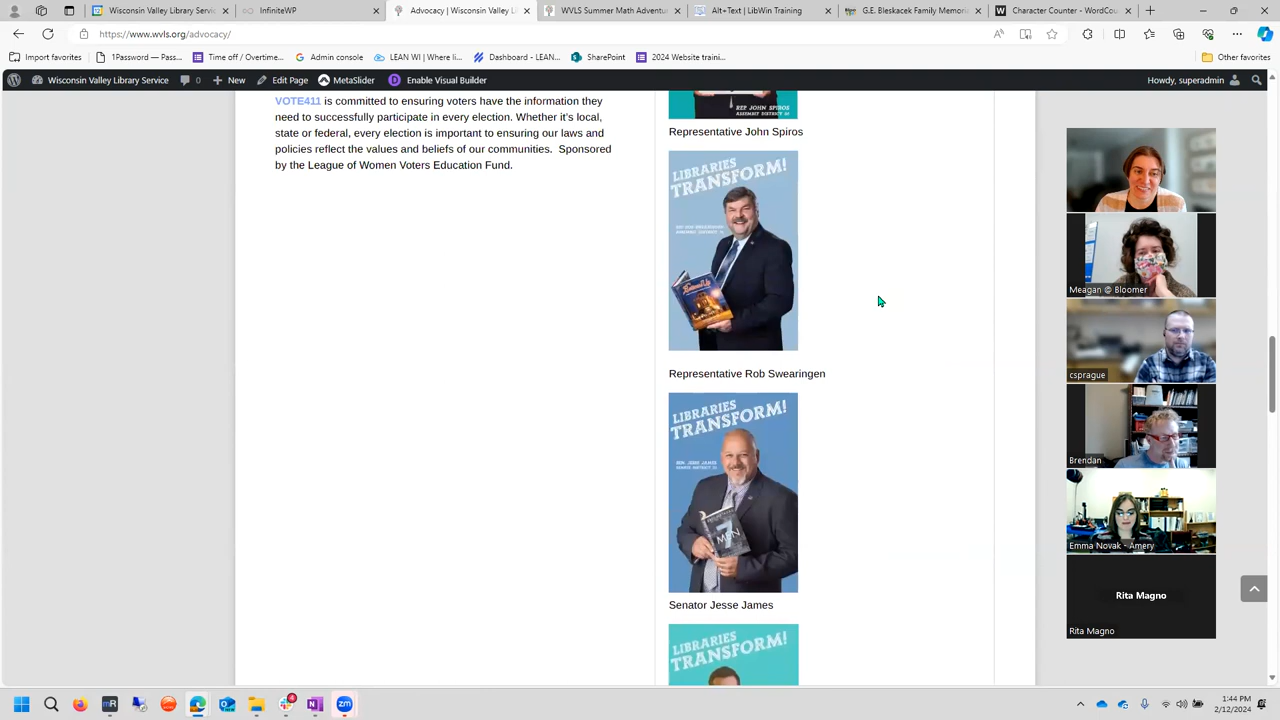 Wisconsin Valley Library Servi
InfiniteWP
Advocacy | Wisconsin Valley Li
WVLS Summer Math Adventu
Alt+Text | LibWin Training
G.E. Bleskacek Family Memori
Character Counter - WordCou
https://www.wvls.org/advocacy/
Import favorites
1Password — Pass...
Time off / Overtime...
Admin console
LEAN WI (https://li...
Dashboard - LEAN...
SharePoint
2024 Website traini...
Other favorites
Wisconsin Valley Library Service
0
New
Edit Page
MetaSlider
Enable Visual Builder
Howdy, superadmin
VOTE411 is committed to ensuring voters have the information they
need to successfully participate in every election. Whether it's local,
state or federal, every election is important to ensuring our laws and
policies reflect the values and beliefs of our communities. Sponsored
by the League of Women Voters Education Fund.
REP JOHN SPIROS
Representative John Spiros
LIBRARIES
TRANSFORM!
Representative Rob Swearingen
LIBRARIES
TRANSFORM!
7
MEN
Senator Jesse James
LIBRARIES
TRANSFORM!
Meagan @ Bloomer
csprague
Brendan
Emma Novak - Amery
Rita Magno
Rita Magno
1:44 PM
2/12/2024